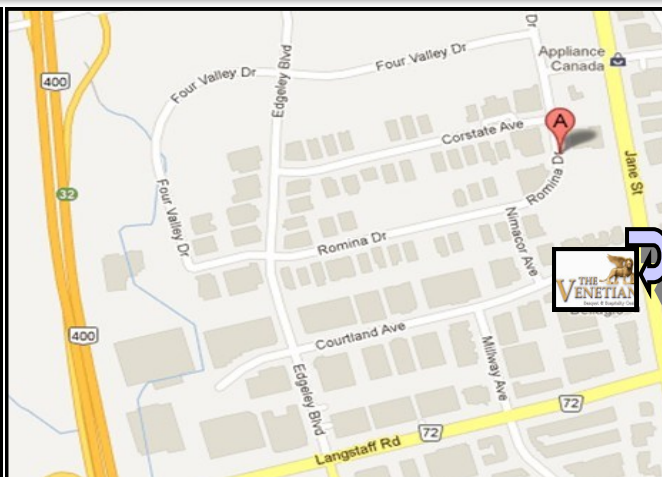 Dr
Appliance
Canada
400
Four Valley Dr
Four Valley Dr
Edgeley Blvd
A
Corstate Ave
Jane St
32
Four Valley Dr
Romina Dr
Romina Dr
Nimacor Ave
THE
VENETIAN
400
Courtland Ave
Millway Ave
Edgeley Blvd
72
72
Langstaff Rd